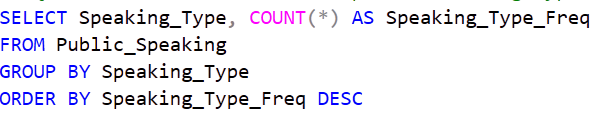 SELECT Speaking_Type, COUNT(*) AS Speaking_Type_Freq
FROM Public_Speaking
GROUP BY Speaking_Type
ORDER BY Speaking_Type_Freq DESC